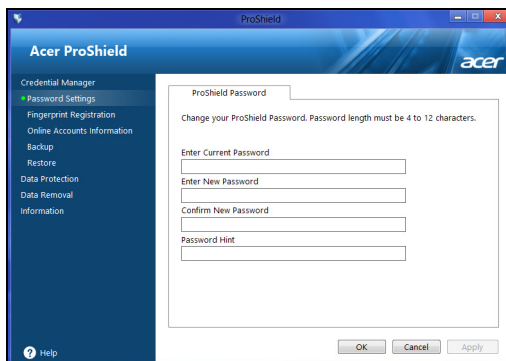 ProShield
Acer ProShield
acer
Credential Manager
Password Settings
Fingerprint Registration
Online Accounts Information
Backup
Restore
Data Protection
Data Removal
Information
? Help
ProShield Password
Change your ProShield Password. Password length must be 4 to 12 characters.
Enter Current Password
Enter New Password
Confirm New Password
Password Hint
OK Cancel Apply